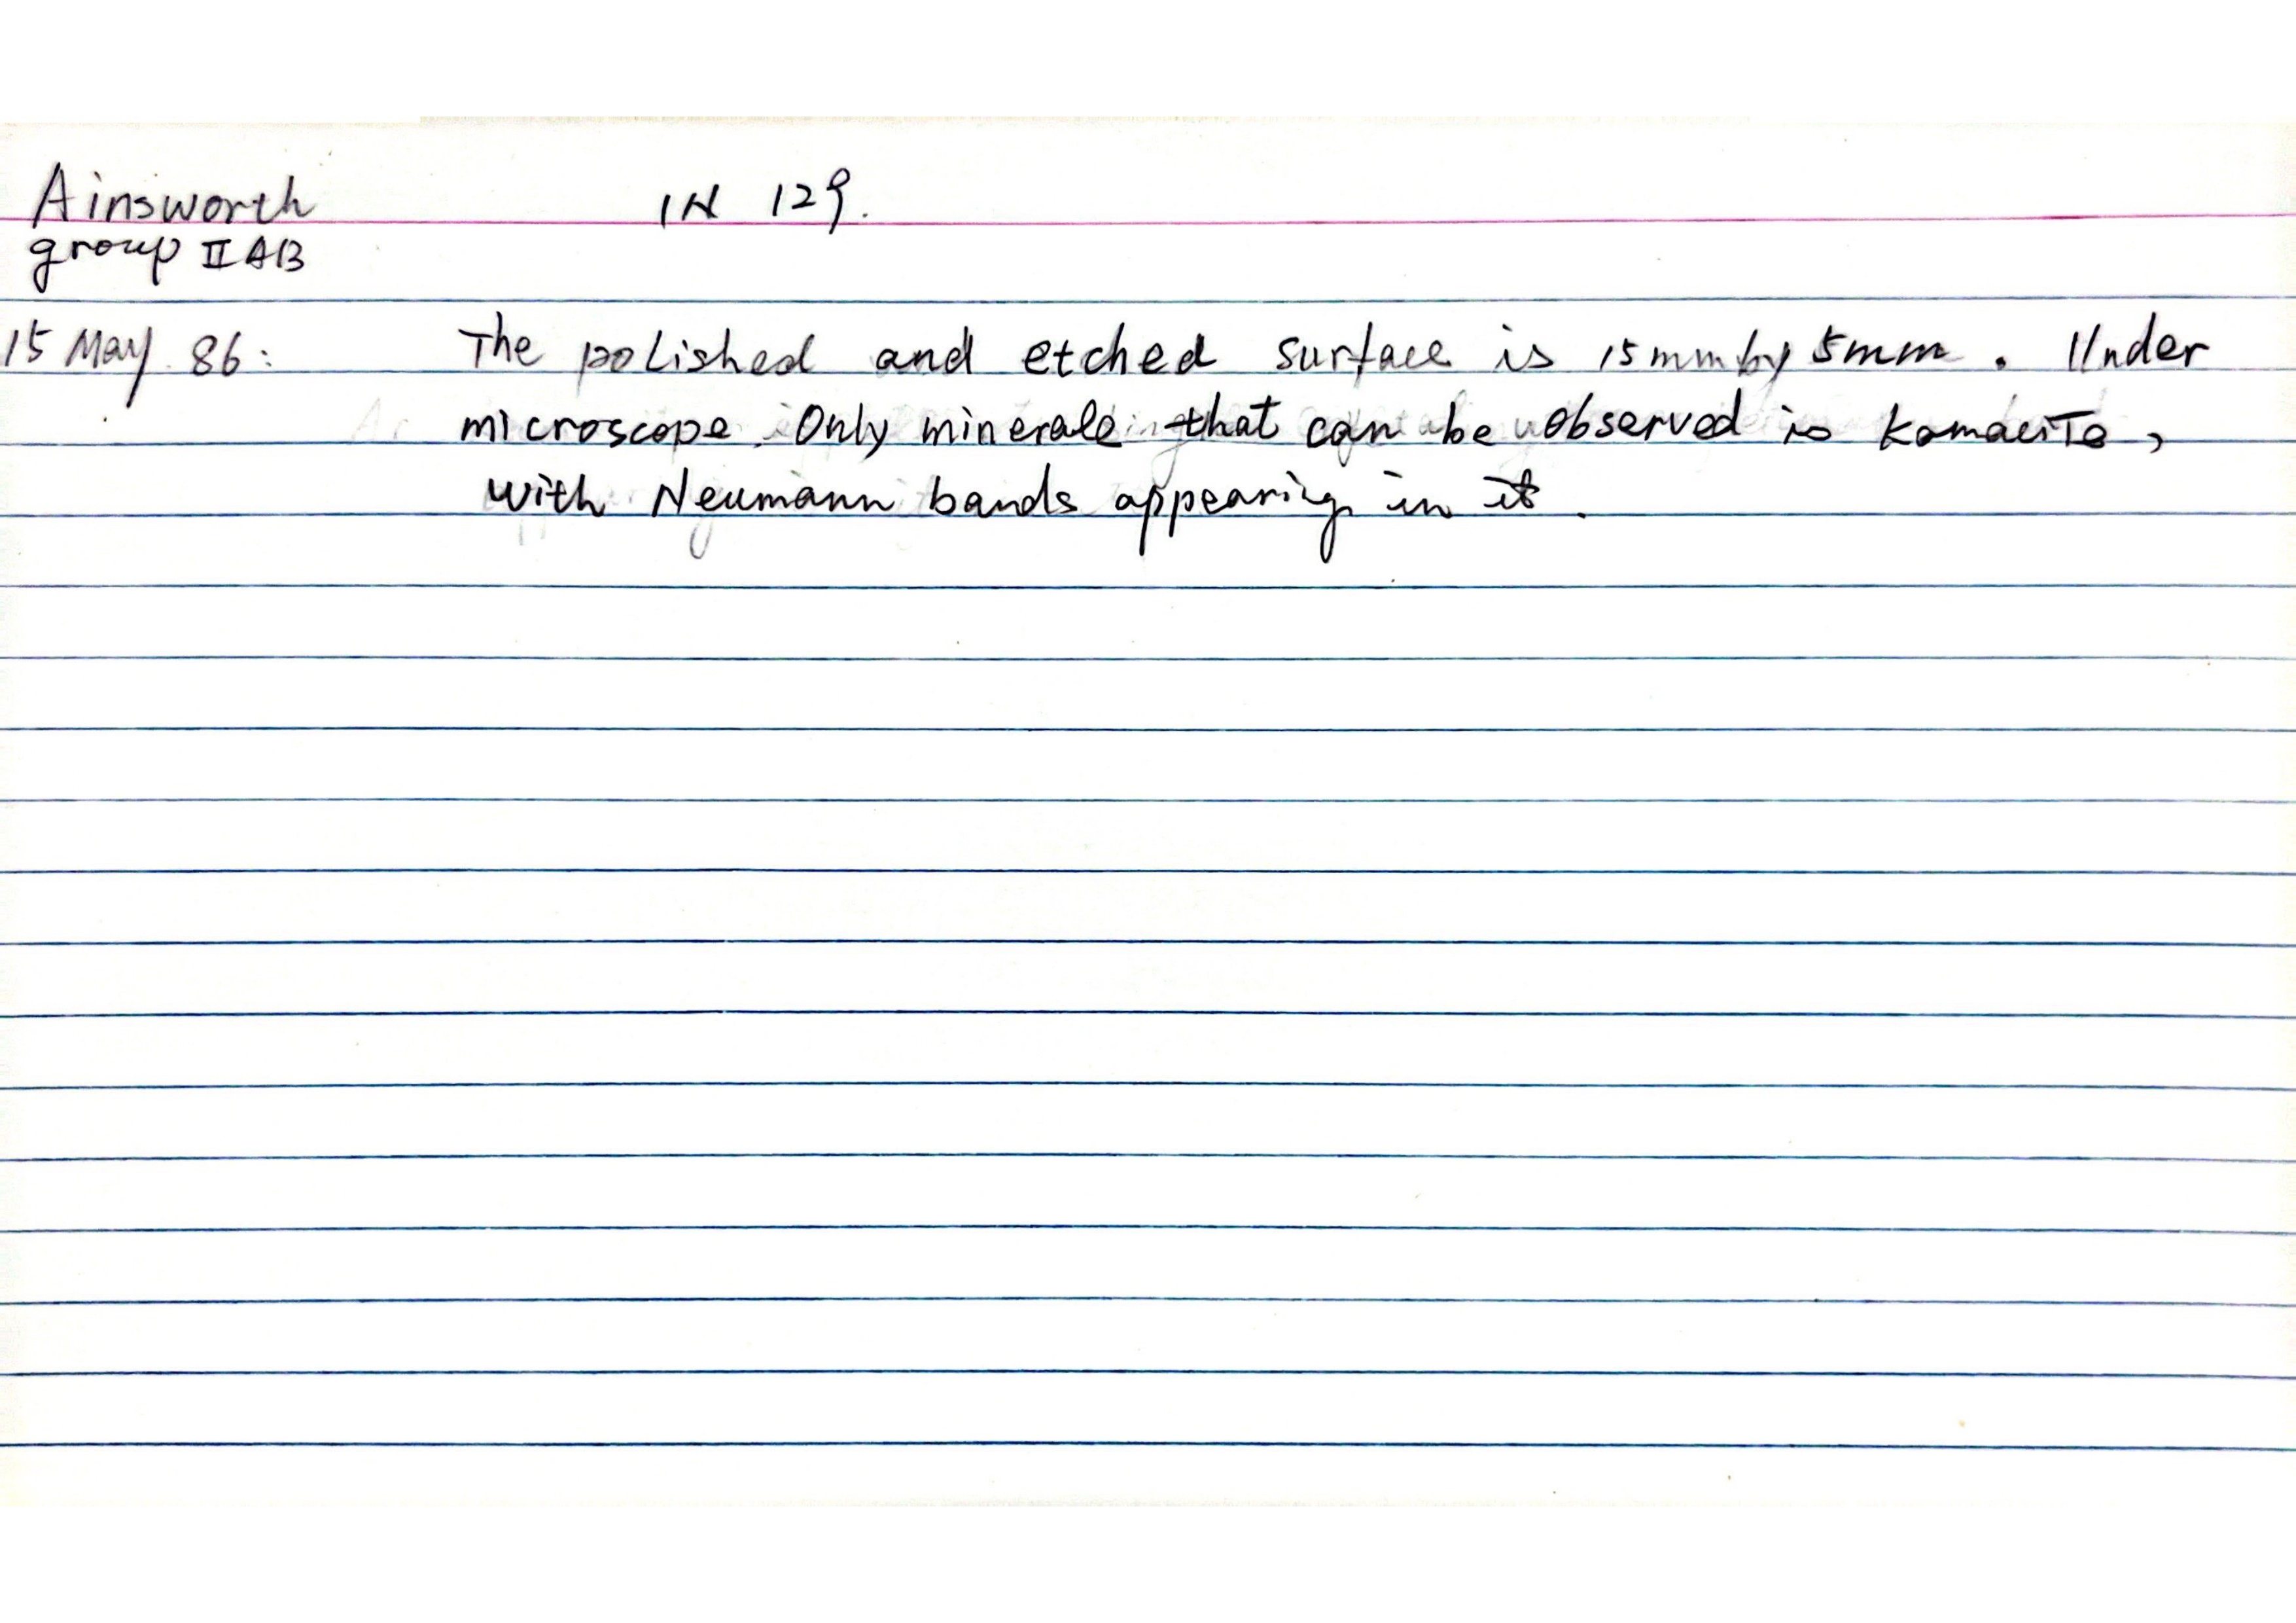 Ainsworth IN 129.
group IIAB
15 May 86: The polished and etched surface is 15mm by 5mm. Under
microscope. Only minerale that can be observed is Kamacite,
with Neumann bands appearing in it.